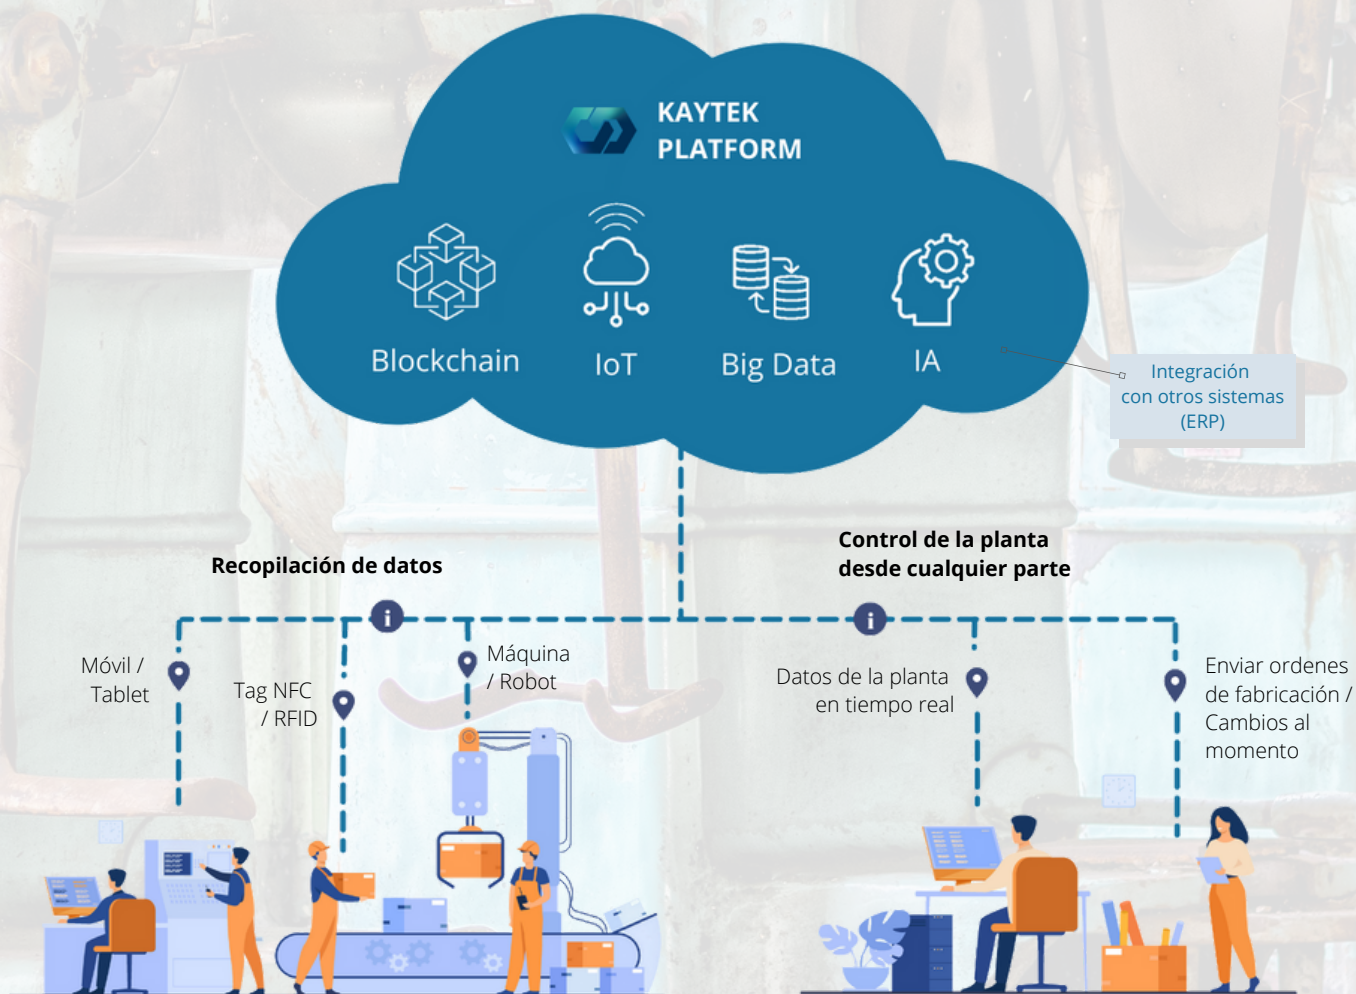 KAYTEK
PLATFORM
Blockchain
IoT
Big Data
IA
Integración
con otros sistemas
(ERP)
Recopilación de datos
Control de la planta
desde cualquier parte
i
i
Móvil /
Tablet
Tag NFC
/ RFID
Máquina
/ Robot
Datos de la planta
en tiempo real
Enviar ordenes
de fabricación /
Cambios al
momento